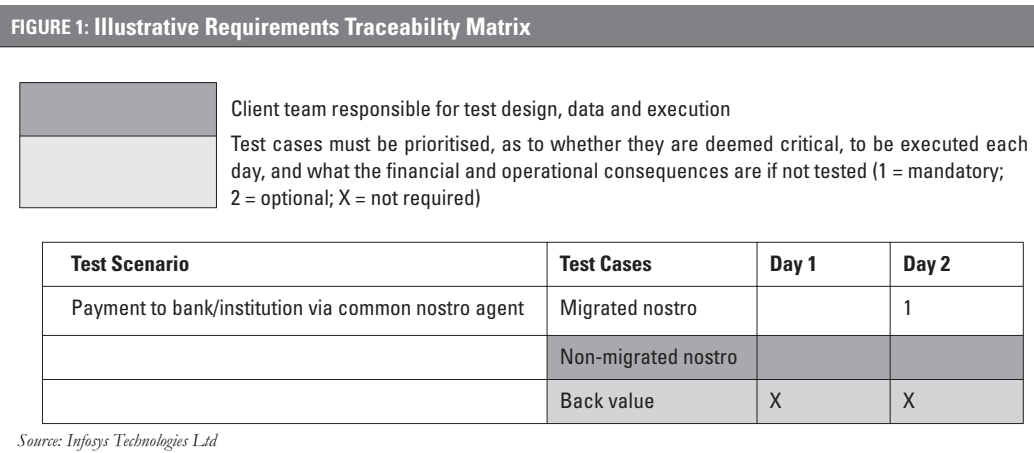 FIGURE 1: Illustrative Requirements Traceability Matrix
Client team responsible for test design, data and execution
Test cases must be prioritised, as to whether they are deemed critical, to be executed each
day, and what the financial and operational consequences are if not tested (1 = mandatory;
2 = optional; X = not required)
Test Scenario Test Cases Day 1 Day 2
Payment to bank/institution via common nostro agent Migrated nostro 1
Non-migrated nostro
Back value X X
Source: Infosys Technologies Ltd